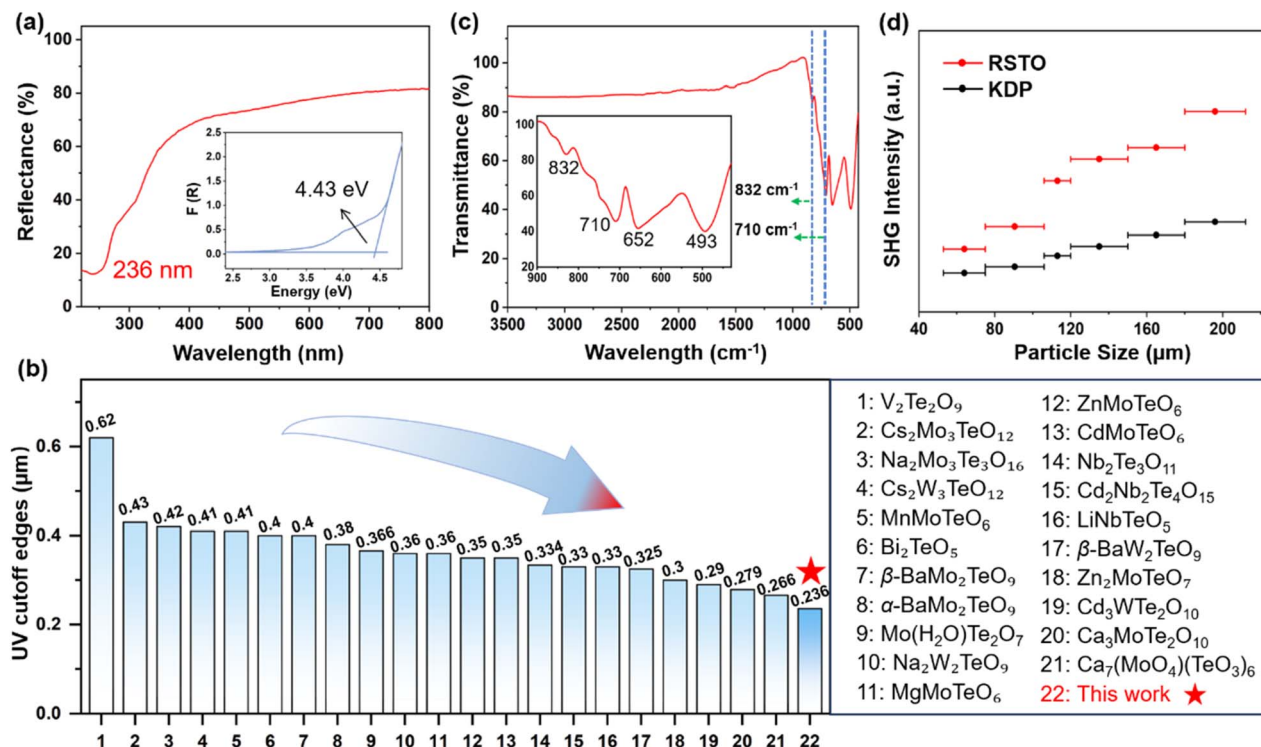 (a)
100
80
60
40
20
0
Reflectance (%)
300 400 500 600 700 800
Wavelength (nm)
236 nm
2.5
2.0
1.5
1.0
0.5
0.0
F (R)
4.43 eV
2.5 3.0 3.5 4.0 4.5
Energy (eV)
(c)
100
80
60
40
20
0
Transmittance (%)
3500 3000 2500 2000 1500 1000 500
Wavelength (cm⁻¹)
100
80
60
40
832
710
652
493
900 800 700 600 500
832 cm⁻¹
710 cm⁻¹
(d)
RSTO
KDP
SHG Intensity (a.u.)
40 80 120 160 200
Particle Size (μm)
(b)
UV cutoff edges (μm)
0.6
0.4
0.2
0.0
0.62 0.43 0.42 0.41 0.41 0.4 0.4 0.38 0.366 0.36 0.36 0.35 0.35 0.334 0.33 0.33 0.325 0.3 0.29 0.279 0.266 0.236
1 2 3 4 5 6 7 8 9 10 11 12 13 14 15 16 17 18 19 20 21 22
1: V₂Te₂O₉
2: Cs₂Mo₃TeO₁₂
3: Na₂Mo₃Te₃O₁₆
4: Cs₂W₃TeO₁₂
5: MnMoTeO₆
6: Bi₂TeO₅
7: β-BaMo₂TeO₉
8: α-BaMo₂TeO₉
9: Mo(H₂O)Te₂O₇
10: Na₂W₂TeO₉
11: MgMoTeO₆
12: ZnMoTeO₆
13: CdMoTeO₆
14: Nb₂Te₃O₁₁
15: Cd₂Nb₂Te₄O₁₅
16: LiNbTeO₅
17: β-BaW₂TeO₉
18: Zn₂MoTeO₇
19: Cd₃WTe₂O₁₀
20: Ca₃MoTe₂O₁₀
21: Ca₇(MoO₄)(TeO₃)₆
22: This work